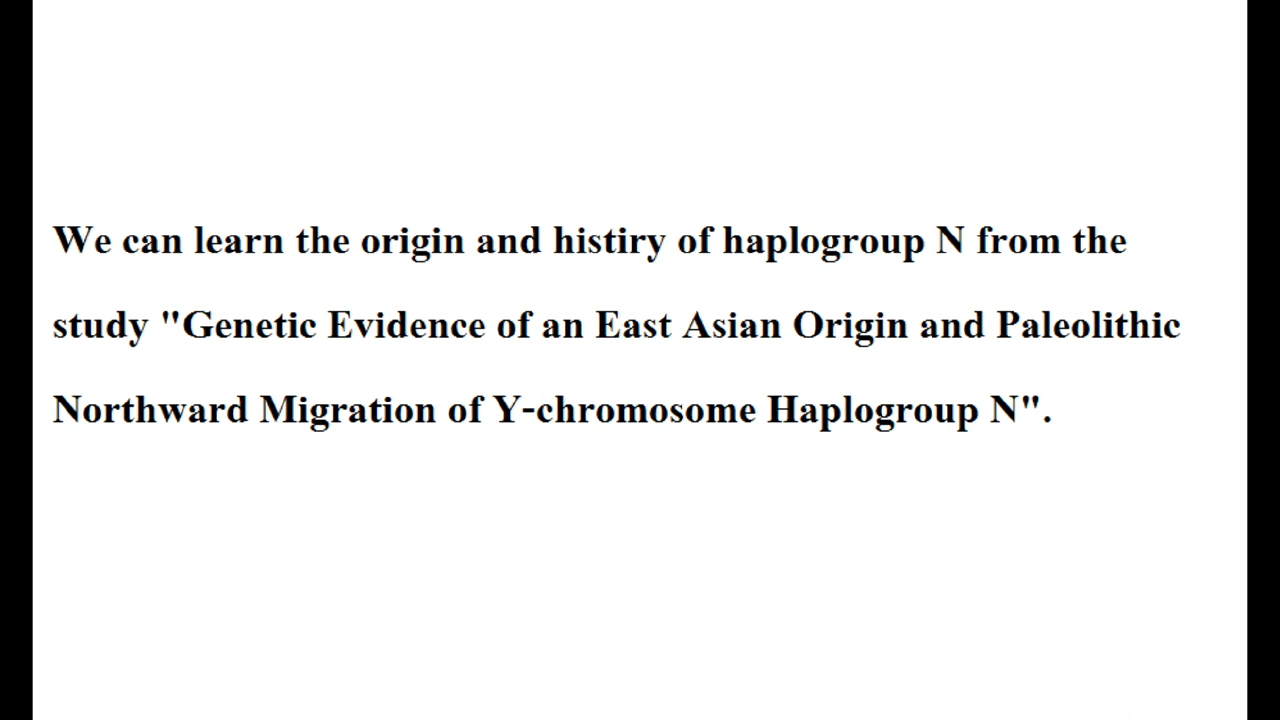 We can learn the origin and histiry of haplogroup N from the
study "Genetic Evidence of an East Asian Origin and Paleolithic
Northward Migration of Y-chromosome Haplogroup N".